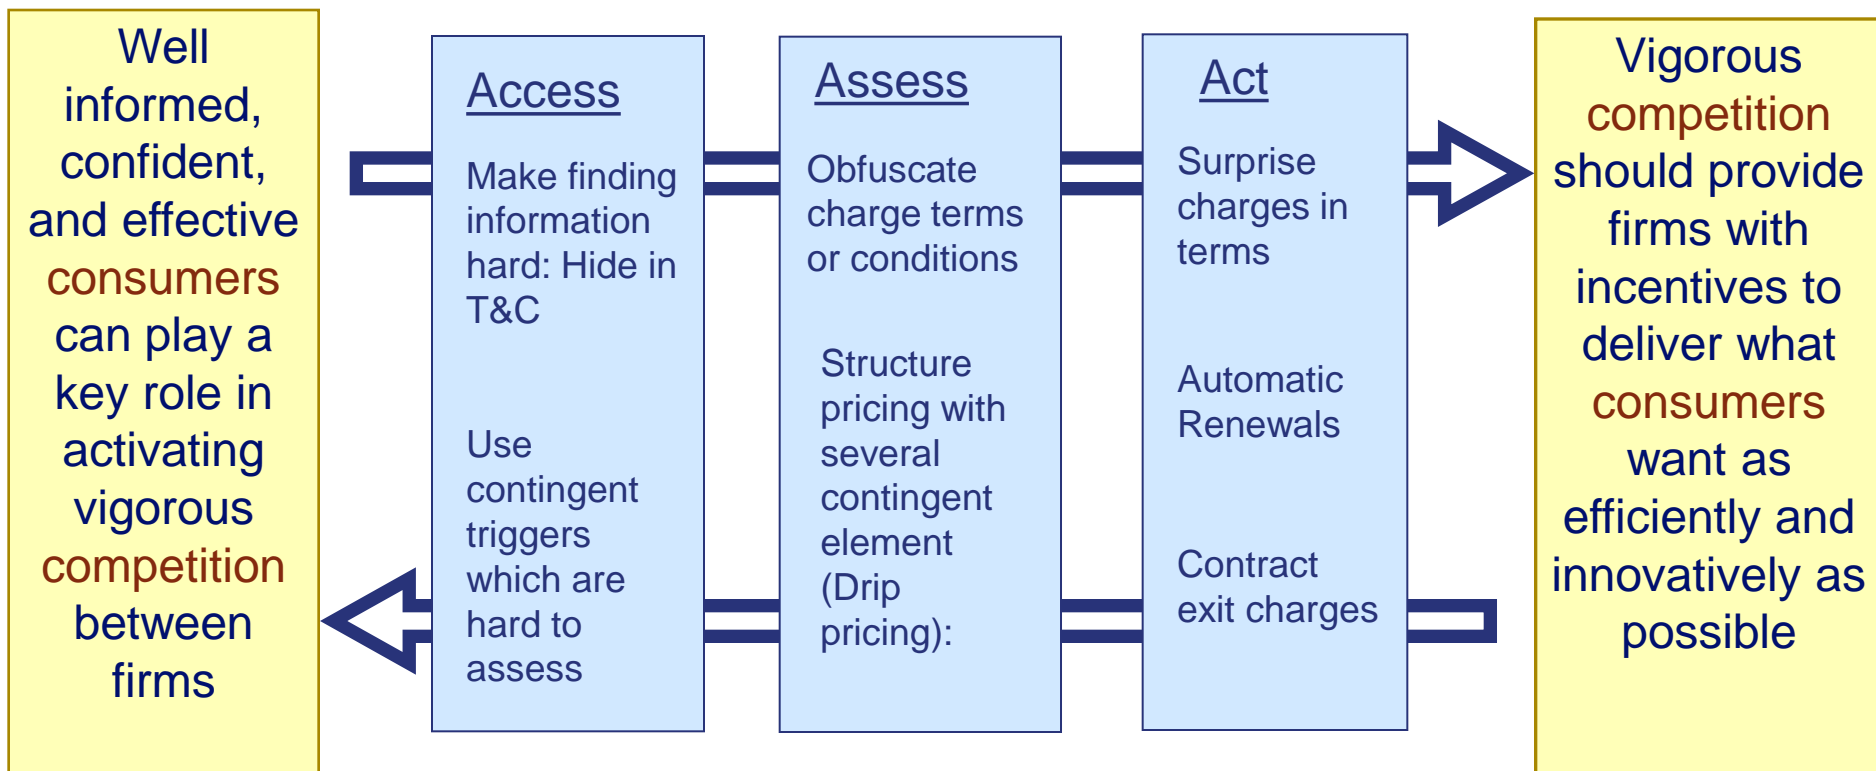 Well
informed,
confident,
and effective
consumers
can play a
key role in
activating
vigorous
competition
between
firms
Access
Make finding
information
hard: Hide in
T&C
Use
contingent
triggers
which are
hard to
assess
Assess
Obfuscate
charge terms
or conditions
Structure
pricing with
several
contingent
element
(Drip
pricing):
Act
Surprise
charges in
terms
Automatic
Renewals
Contract
exit charges
Vigorous
competition
should provide
firms with
incentives to
deliver what
consumers
want as
efficiently and
innovatively as
possible